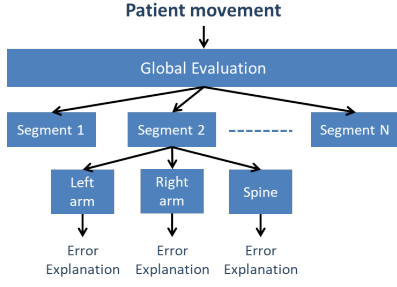 Patient movement
Global Evaluation
Segment 1
Segment 2
Segment N
Left
arm
Right
arm
Spine
Error
Explanation
Error
Explanation
Error
Explanation